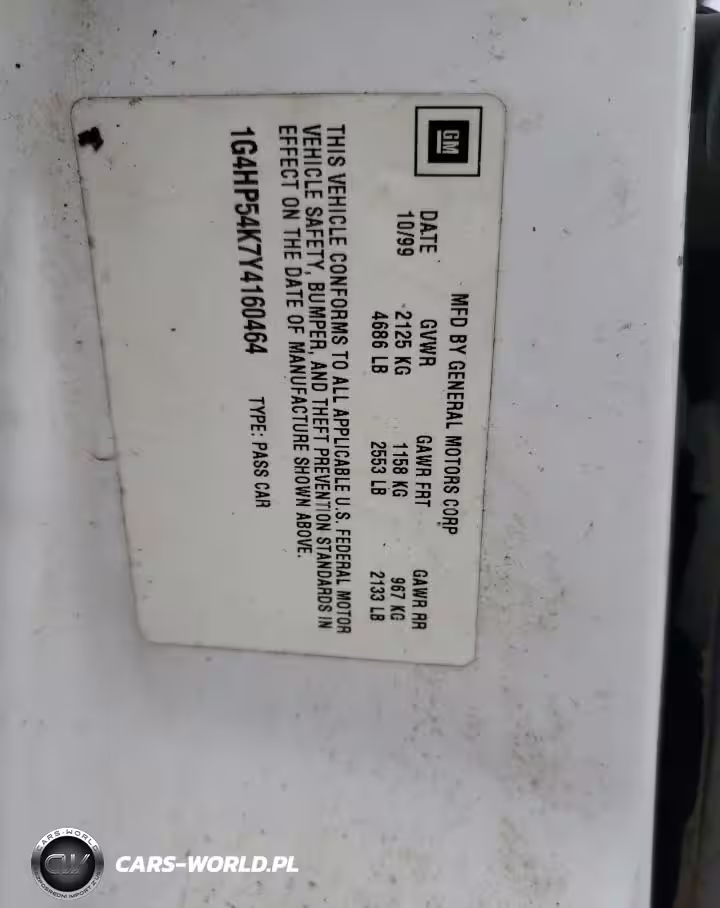 GM
MFD BY GENERAL MOTORS CORP
DATE GVWR GAWR FRT GAWR RR
10/99 2125 KG 1158 KG 967 KG
4686 LB 2553 LB 2133 LB
THIS VEHICLE CONFORMS TO ALL APPLICABLE U.S. FEDERAL MOTOR
VEHICLE SAFETY, BUMPER, AND THEFT PREVENTION STANDARDS IN
EFFECT ON THE DATE OF MANUFACTURE SHOWN ABOVE.
1G4HP54K7Y4160464 TYPE: PASS CAR
CARS-WORLD
CW
CARS-WORLD.PL